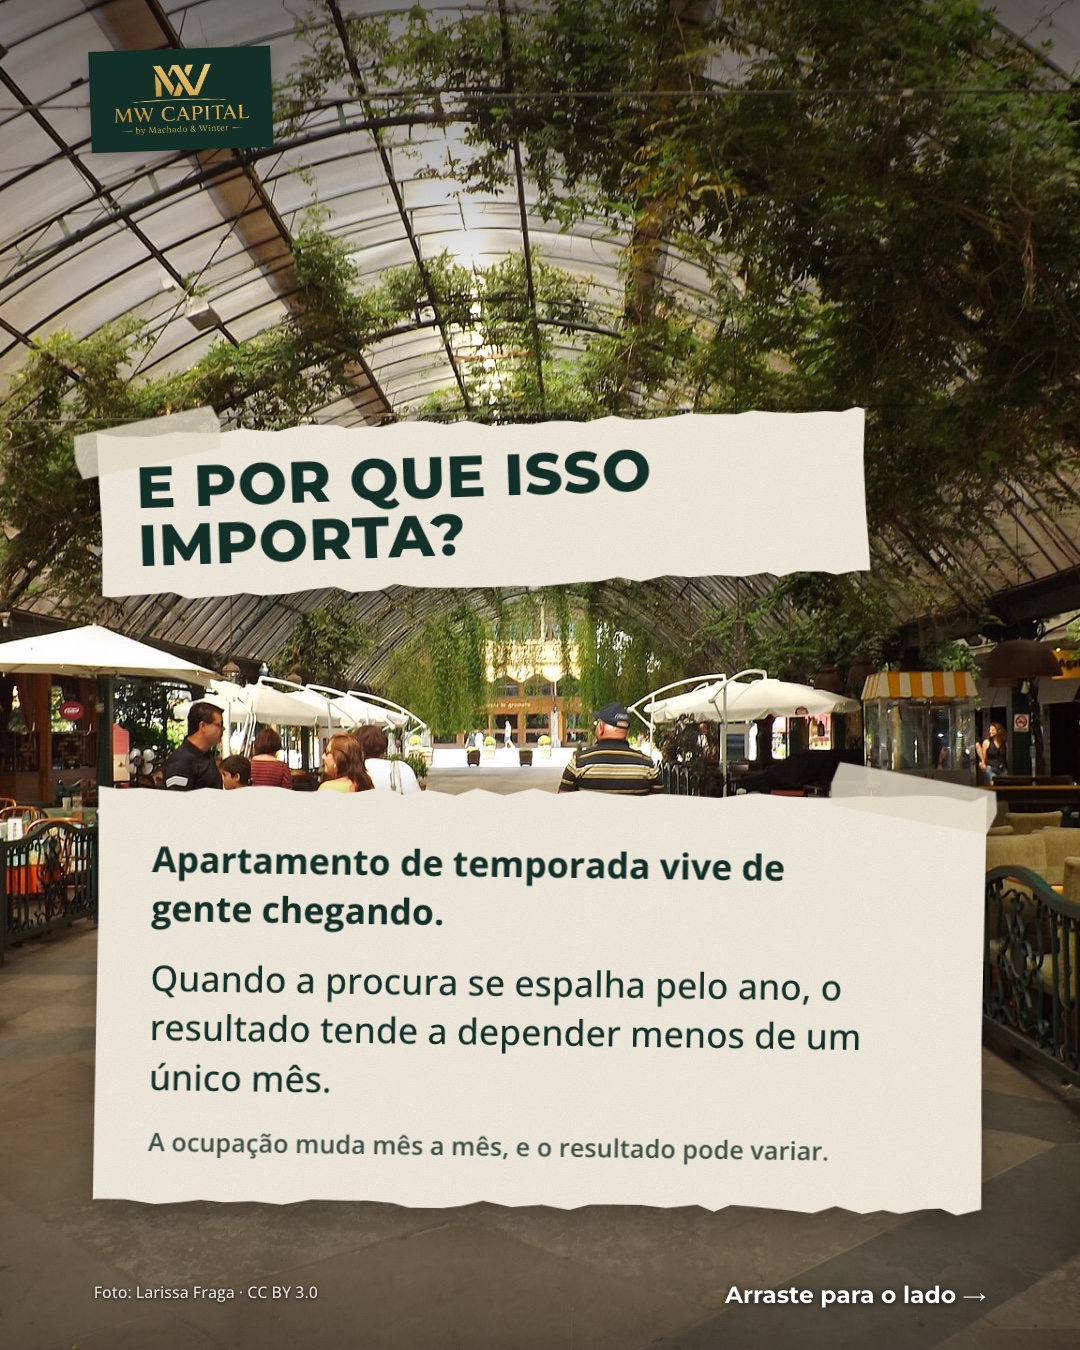 MW CAPITAL
by Machado & Winter
E POR QUE ISSO
IMPORTA?
Apartamento de temporada vive de
gente chegando.
Quando a procura se espalha pelo ano, o
resultado tende a depender menos de um
único mês.
A ocupação muda mês a mês, e o resultado pode variar.
Foto: Larissa Fraga · CC BY 3.0
Arraste para o lado →